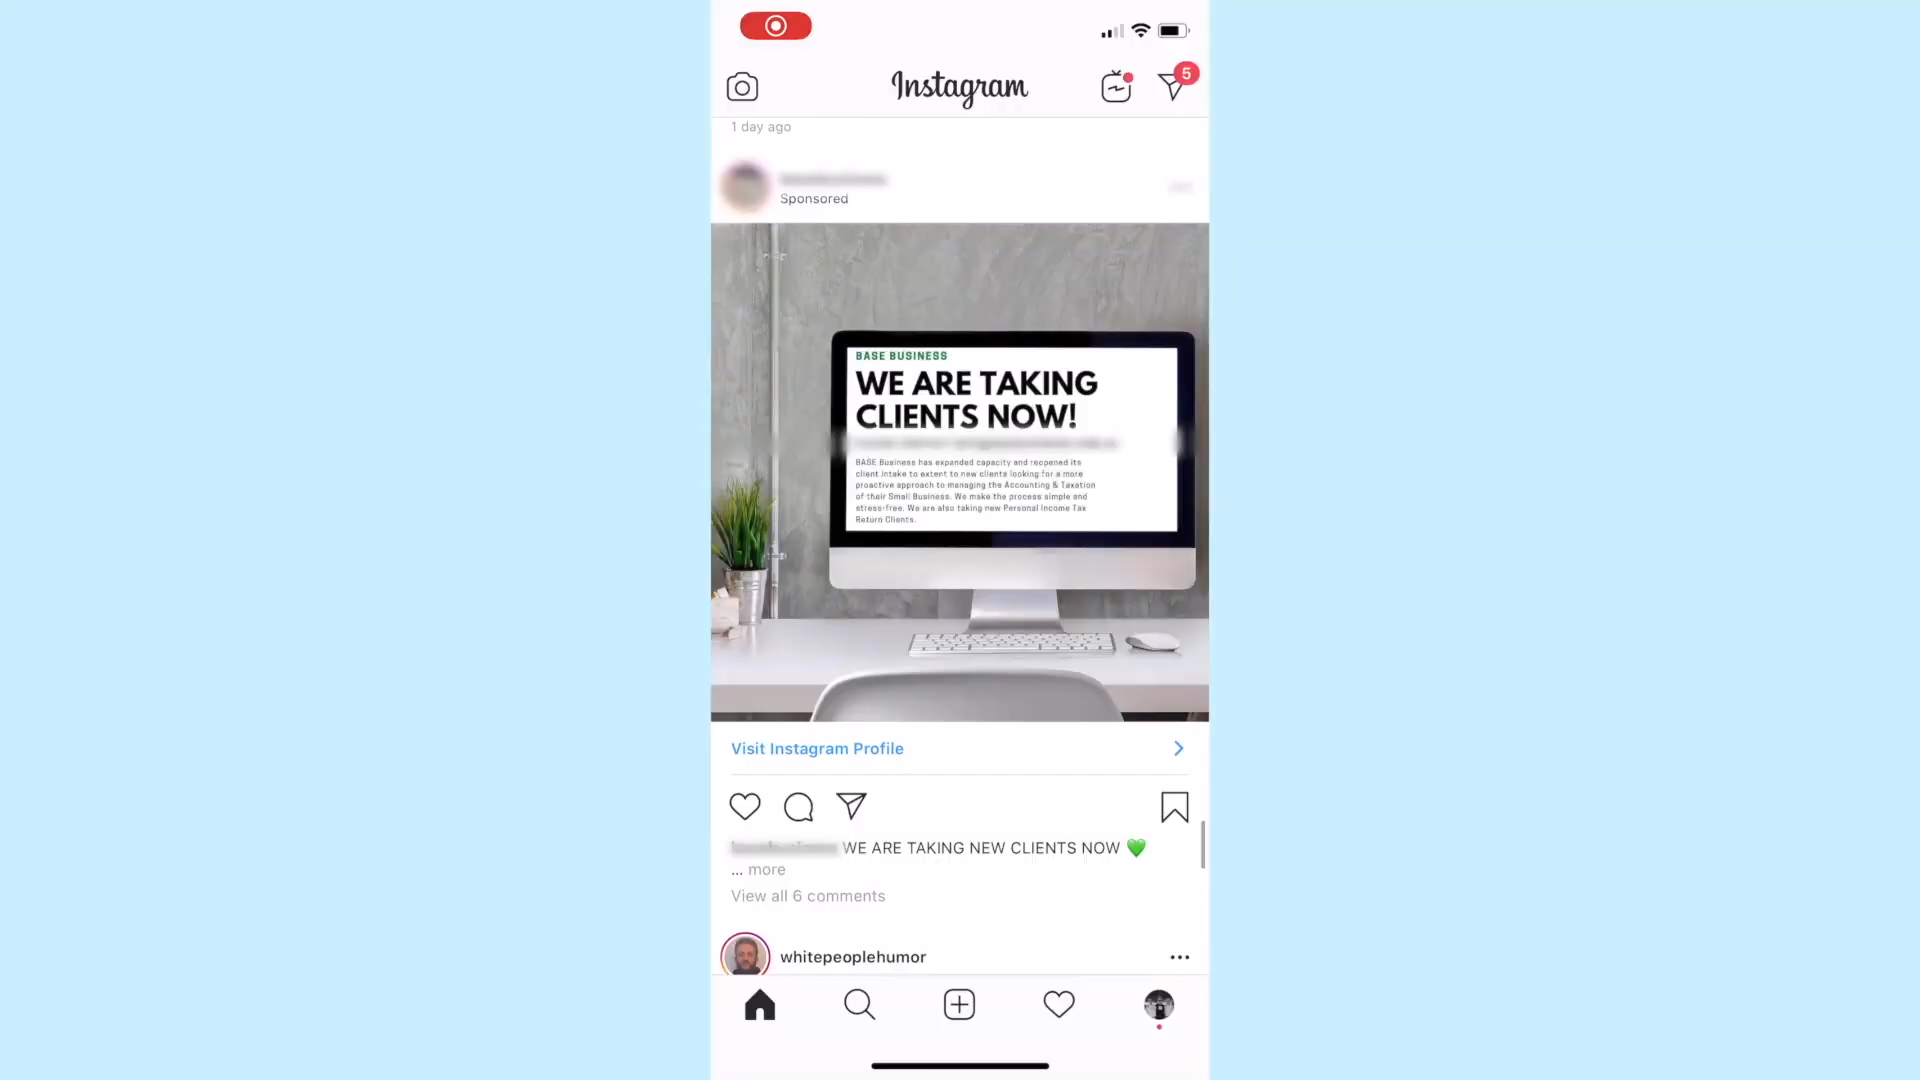 Instagram
5
1 day ago
Sponsored
BASE BUSINESS
WE ARE TAKING
CLIENTS NOW!
BASE Business has expanded capacity and reopened its
client intake to extent to new clients looking for a more
proactive approach to managing the Accounting & Taxation
of their Small Business. We make the process simple and
stress-free. We are also taking new Personal Income Tax
Return Clients.
Visit Instagram Profile
WE ARE TAKING NEW CLIENTS NOW 💚
... more
View all 6 comments
whitepeoplehumor